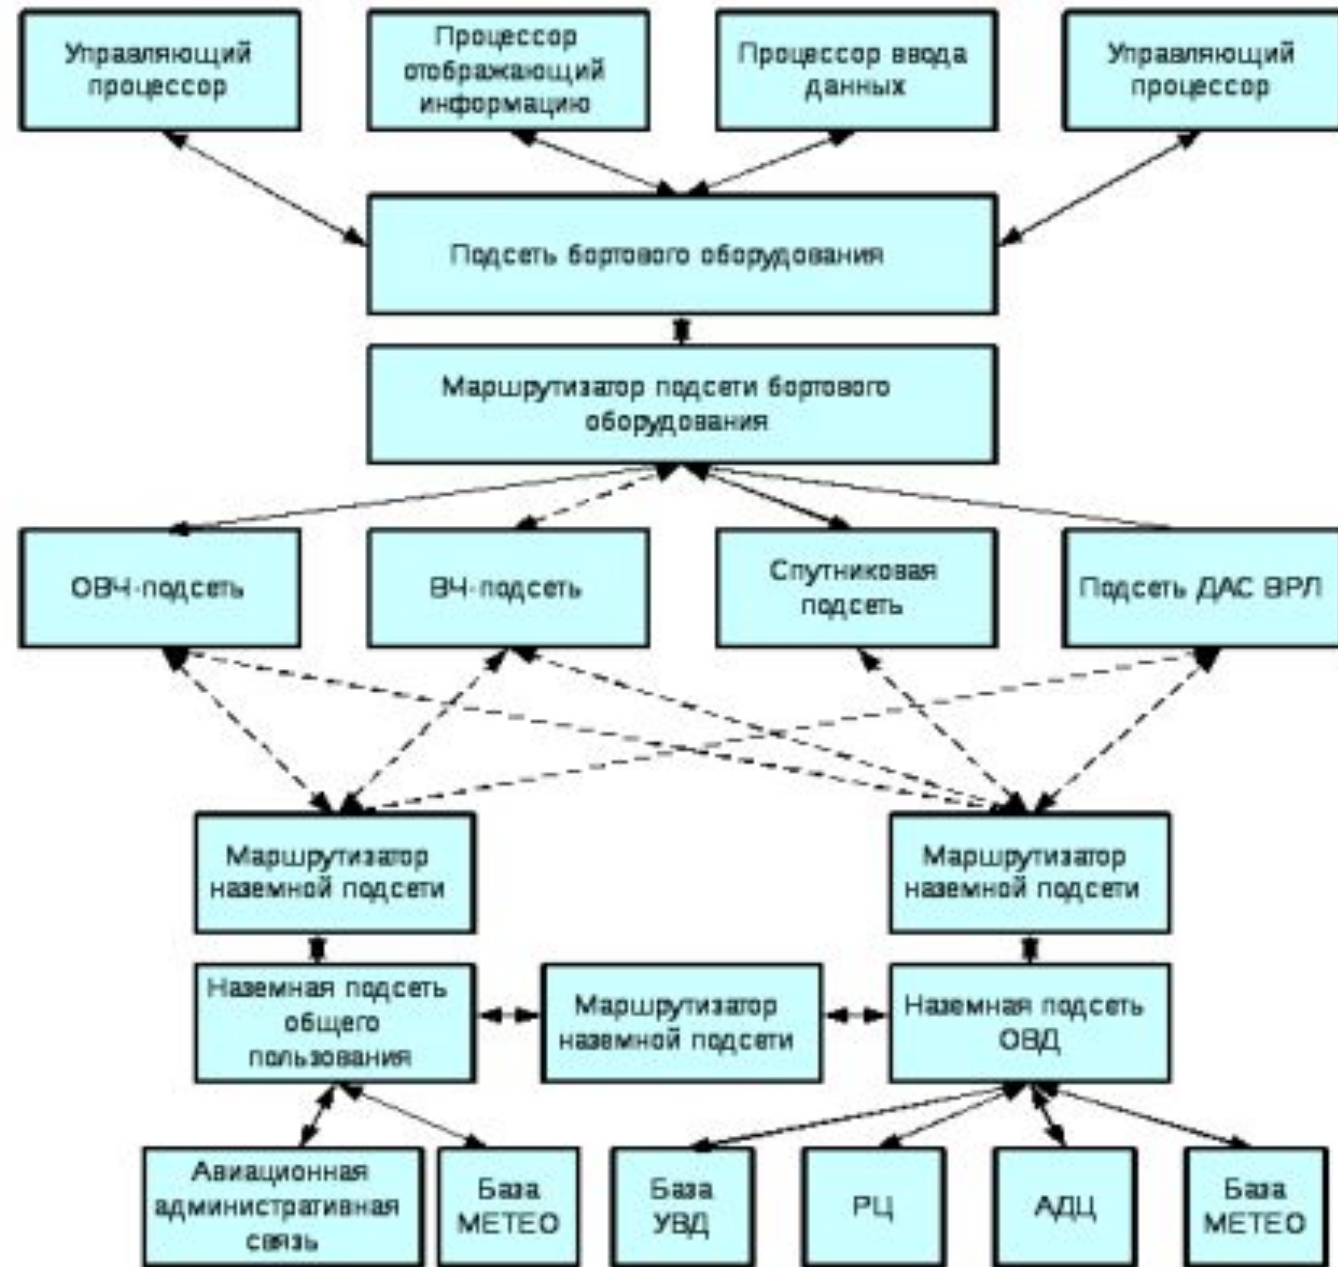 Управляющий
процессор
Процессор
отображающий
информацию
Процессор ввода
данных
Управляющий
процессор
Подсеть бортового оборудования
Маршрутизатор подсети бортового
оборудования
ОВЧ-подсеть
ВЧ-подсеть
Спутниковая
подсеть
Подсеть ДАС ВРЛ
Маршрутизатор
наземной подсети
Маршрутизатор
наземной подсети
Наземная подсеть
общего
пользования
Маршрутизатор
наземной подсети
Наземная подсеть
ОВД
Авиационная
административная
связь
База
МЕТЕО
База
УВД
РЦ
АДЦ
База
МЕТЕО